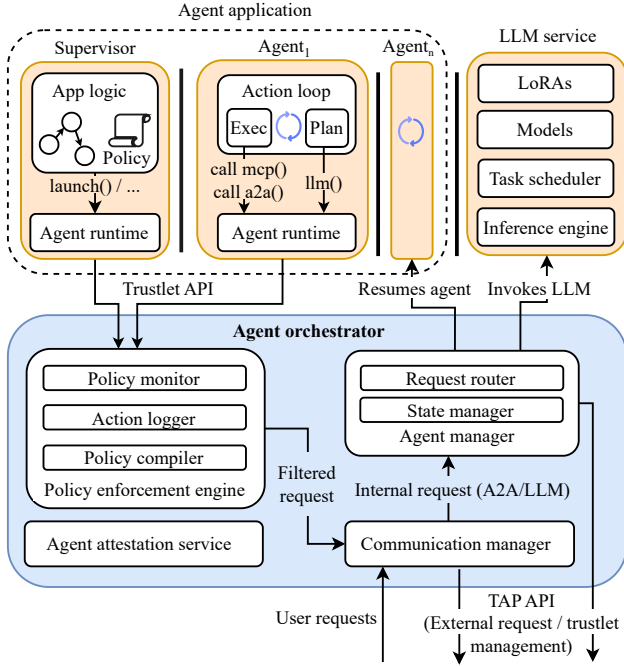 Agent application
Supervisor
App logic
Policy
launch() / ...
Agent runtime
Agent₁
Action loop
Exec
Plan
call mcp()
call a2a()
llm()
Agent runtime
Agentₙ
LLM service
LoRAs
Models
Task scheduler
Inference engine
Trustlet API
Resumes agent
Invokes LLM
Agent orchestrator
Policy monitor
Action logger
Policy compiler
Policy enforcement engine
Request router
State manager
Agent manager
Filtered
request
Internal request (A2A/LLM)
Agent attestation service
Communication manager
User requests
TAP API
(External request / trustlet
management)